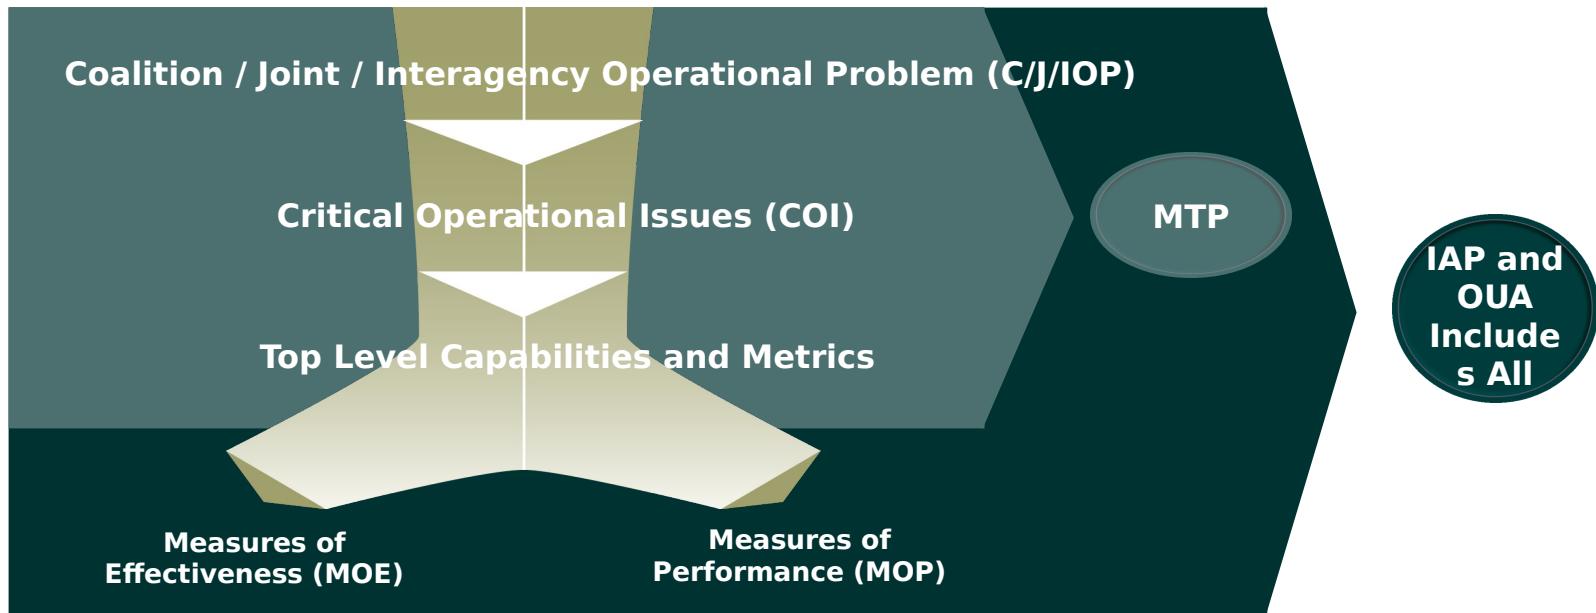 Coalition / Joint / Interagency Operational Problem (C/J/IOP)
Critical Operational Issues (COI)
MTP
IAP and
OUA
Include
s All
Top Level Capabilities and Metrics
Measures of
Effectiveness (MOE)
Measures of
Performance (MOP)